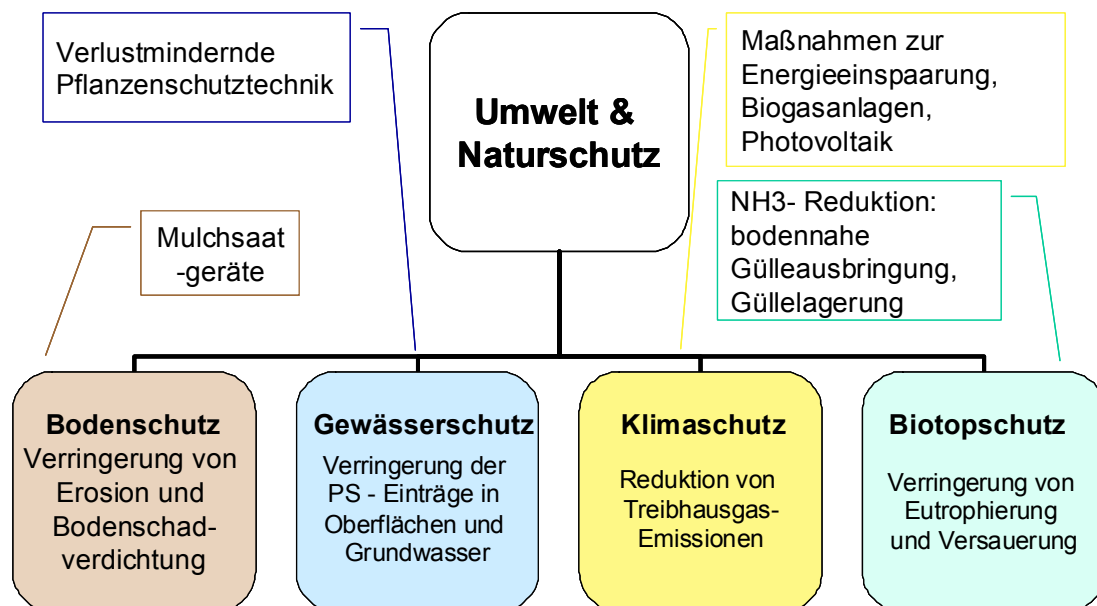 Verlustmindernde
Pflanzenschutztechnik
Umwelt &
Naturschutz
Maßnahmen zur
Energieeinspaarung,
Biogasanlagen,
Photovoltaik
Mulchsaat
-geräte
NH3- Reduktion:
bodennahe
Gülleausbringung,
Güllelagerung
Bodenschutz
Verringerung von
Erosion und
Bodenschad-
verdichtung
Gewässerschutz
Verringerung der
PS - Einträge in
Oberflächen und
Grundwasser
Klimaschutz
Reduktion von
Treibhausgas-
Emissionen
Biotopschutz
Verringerung von
Eutrophierung
und Versauerung